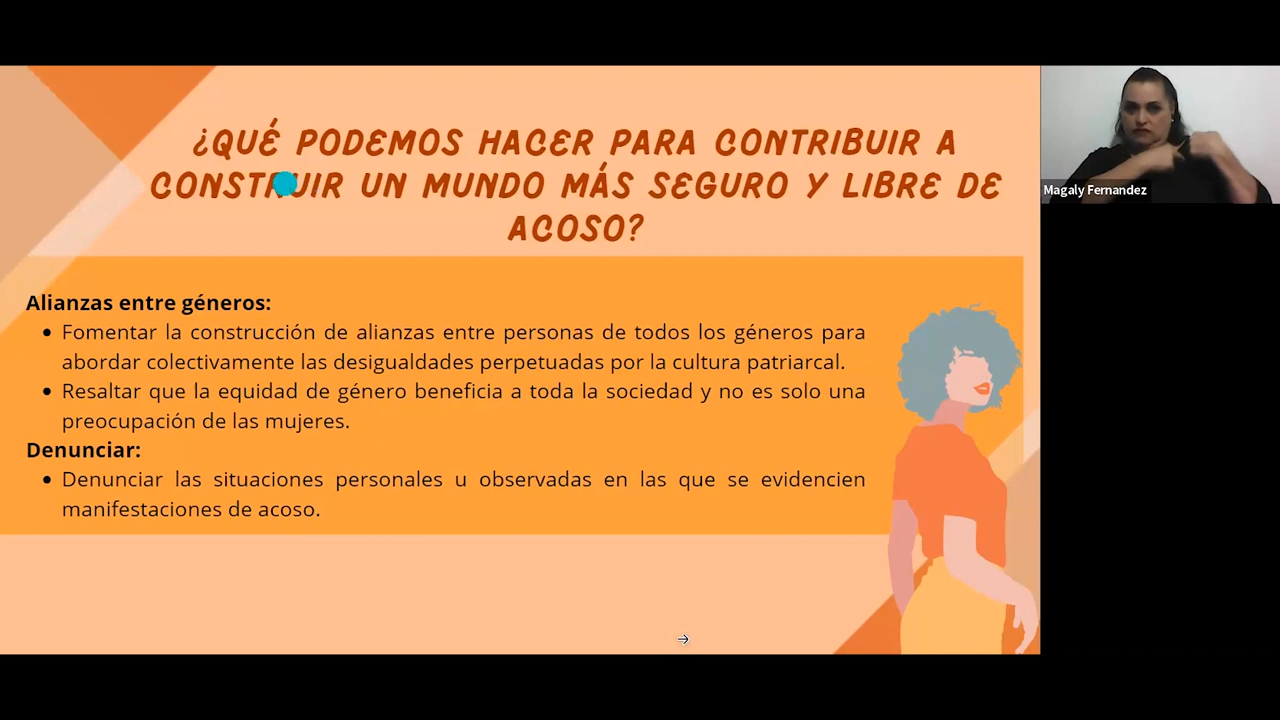 ¿QUÉ PODEMOS HACER PARA CONTRIBUIR A
CONSTRUIR UN MUNDO MÁS SEGURO Y LIBRE DE
ACOSO?
Alianzas entre géneros:
• Fomentar la construcción de alianzas entre personas de todos los géneros para
abordar colectivamente las desigualdades perpetuadas por la cultura patriarcal.
• Resaltar que la equidad de género beneficia a toda la sociedad y no es solo una
preocupación de las mujeres.
Denunciar:
• Denunciar las situaciones personales u observadas en las que se evidencien
manifestaciones de acoso.
Magaly Fernandez